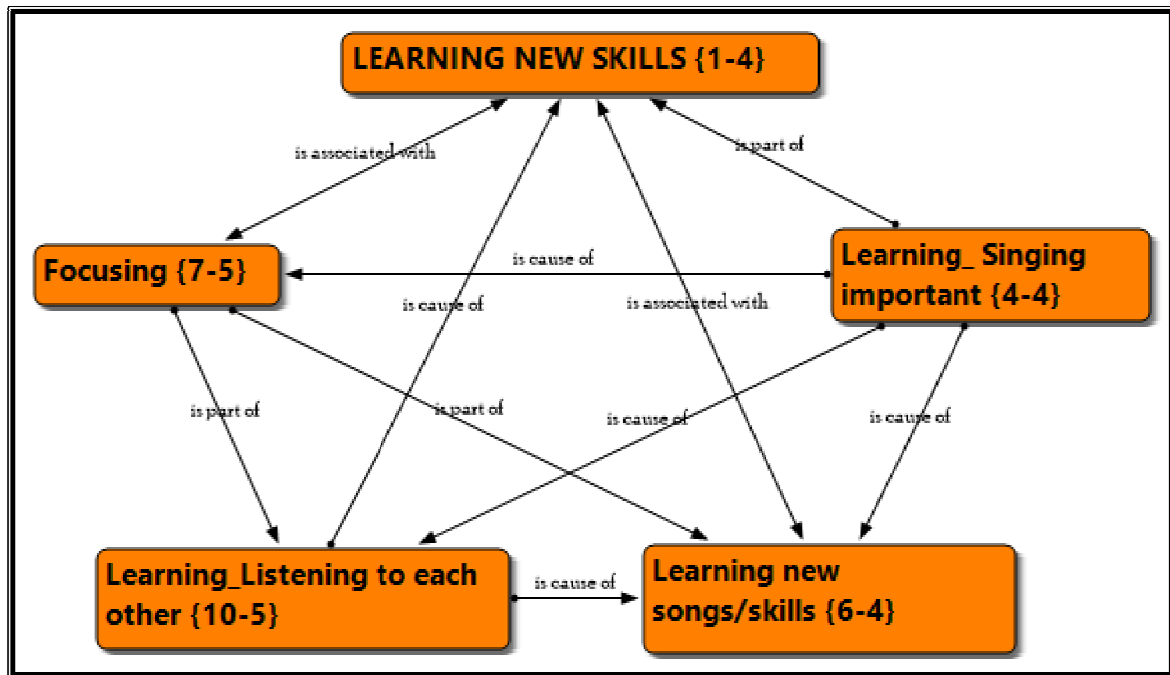 LEARNING NEW SKILLS {1-4}
is associated with
is part of
Focusing {7-5}
is cause of
Learning_ Singing
important {4-4}
is cause of
is associated with
is part of
is part of
is cause of
is cause of
Learning_Listening to each
other {10-5}
is cause of
Learning new
songs/skills {6-4}